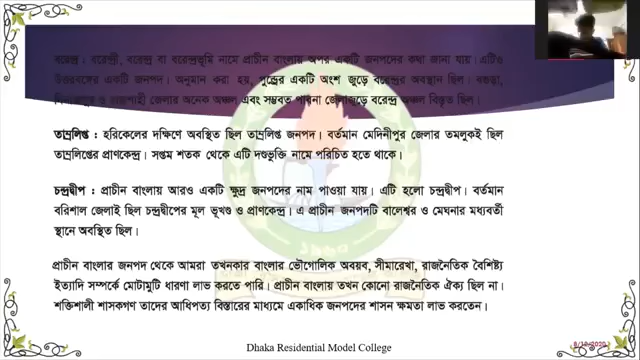 বরেন্দ্র। বরেন্দ্রী, বরেন্দ্র বা বরেন্দ্রভূমি নামে প্রাচীন বাংলায় অপর একটি জনপদের কথা জানা যায়। এটিও
উত্তরবঙ্গের একটি জনপদ। অনুমান করা হয়, পুন্ড্রের একটি অংশ জুড়ে বরেন্দ্রর অবস্থান ছিল। বগুড়া,
দিনাজপুর ও রাজশাহী জেলার অনেক অঞ্চল এবং সম্ভবত পাবনা জেলাজুড়ে বরেন্দ্র অঞ্চল বিস্তৃত ছিল।
তাম্রলিপ্ত : হরিকেলের দক্ষিণে অবস্থিত ছিল তাম্রলিপ্ত জনপদ। বর্তমান মেদিনীপুর জেলার তমলুকই ছিল
তাম্রলিপ্তের প্রাণকেন্দ্র। সপ্তম শতক থেকে এটি দণ্ডভুক্তি নামে পরিচিত হতে থাকে।
চন্দ্রদ্বীপ : প্রাচীন বাংলায় আরও একটি ক্ষুদ্র জনপদের নাম পাওয়া যায়। এটি হলো চন্দ্রদ্বীপ। বর্তমান
বরিশাল জেলাই ছিল চন্দ্রদ্বীপের মূল ভূখণ্ড ও প্রাণকেন্দ্র। এ প্রাচীন জনপদটি বালেশ্বর ও মেঘনার মধ্যবর্তী
স্থানে অবস্থিত ছিল।
প্রাচীন বাংলার জনপদ থেকে আমরা তখনকার বাংলার ভৌগোলিক অবয়ব, সীমারেখা, রাজনৈতিক বৈশিষ্ট্য
ইত্যাদি সম্পর্কে মোটামুটি ধারণা লাভ করতে পারি। প্রাচীন বাংলায় তখন কোনো রাজনৈতিক ঐক্য ছিল না।
শক্তিশালী শাসকগণ তাদের আধিপত্য বিস্তারের মাধ্যমে একাধিক জনপদের শাসন ক্ষমতা লাভ করতেন।
Dhaka Residential Model College